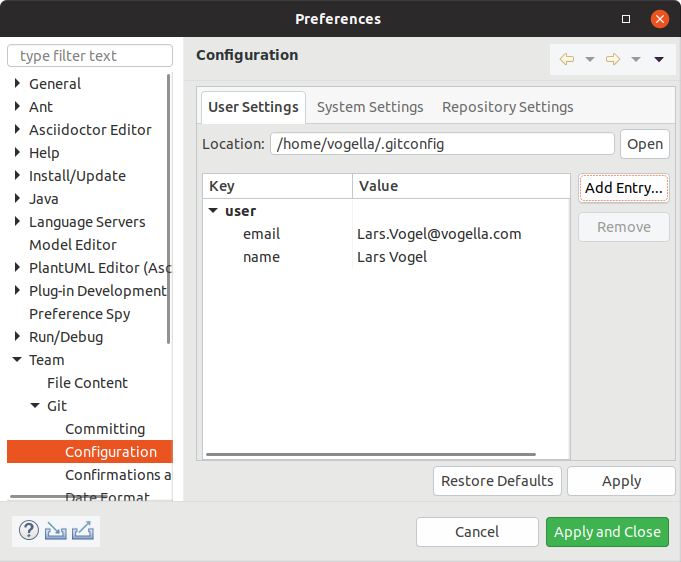 Preferences
type filter text
General
Ant
Asciidoctor Editor
Help
Install/Update
Java
Language Servers
Model Editor
PlantUML Editor (Asc
Plug-in Development
Preference Spy
Run/Debug
Team
File Content
Git
Committing
Configuration
Confirmations a
Date Format
Configuration
User Settings System Settings Repository Settings
Location: /home/vogella/.gitconfig Open
Key Value
user
email Lars.Vogel@vogella.com
name Lars Vogel
Add Entry...
Remove
Restore Defaults Apply
? Cancel Apply and Close